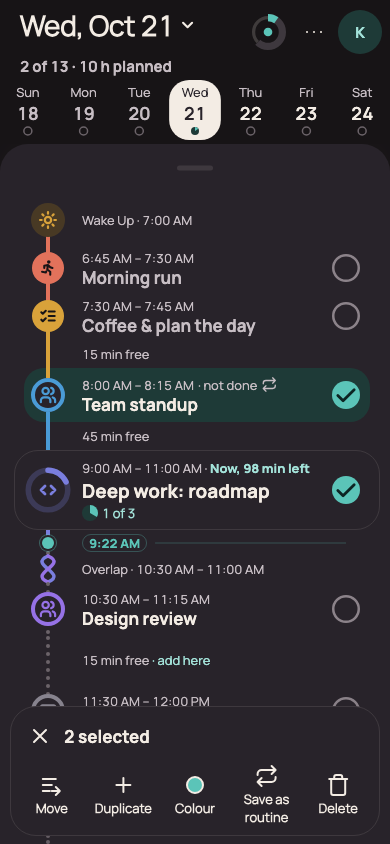 Wed, Oct 21
K
2 of 13 · 10 h planned
Sun Mon Tue Wed Thu Fri Sat
18 19 20 21 22 23 24
Wake Up · 7:00 AM
6:45 AM – 7:30 AM
Morning run
7:30 AM – 7:45 AM
Coffee & plan the day
15 min free
8:00 AM – 8:15 AM · not done
Team standup
45 min free
9:00 AM – 11:00 AM · Now, 98 min left
Deep work: roadmap
1 of 3
9:22 AM
Overlap · 10:30 AM – 11:00 AM
10:30 AM – 11:15 AM
Design review
15 min free · add here
11:30 AM – 12:00 PM
2 selected
Move Duplicate Colour Save as routine Delete